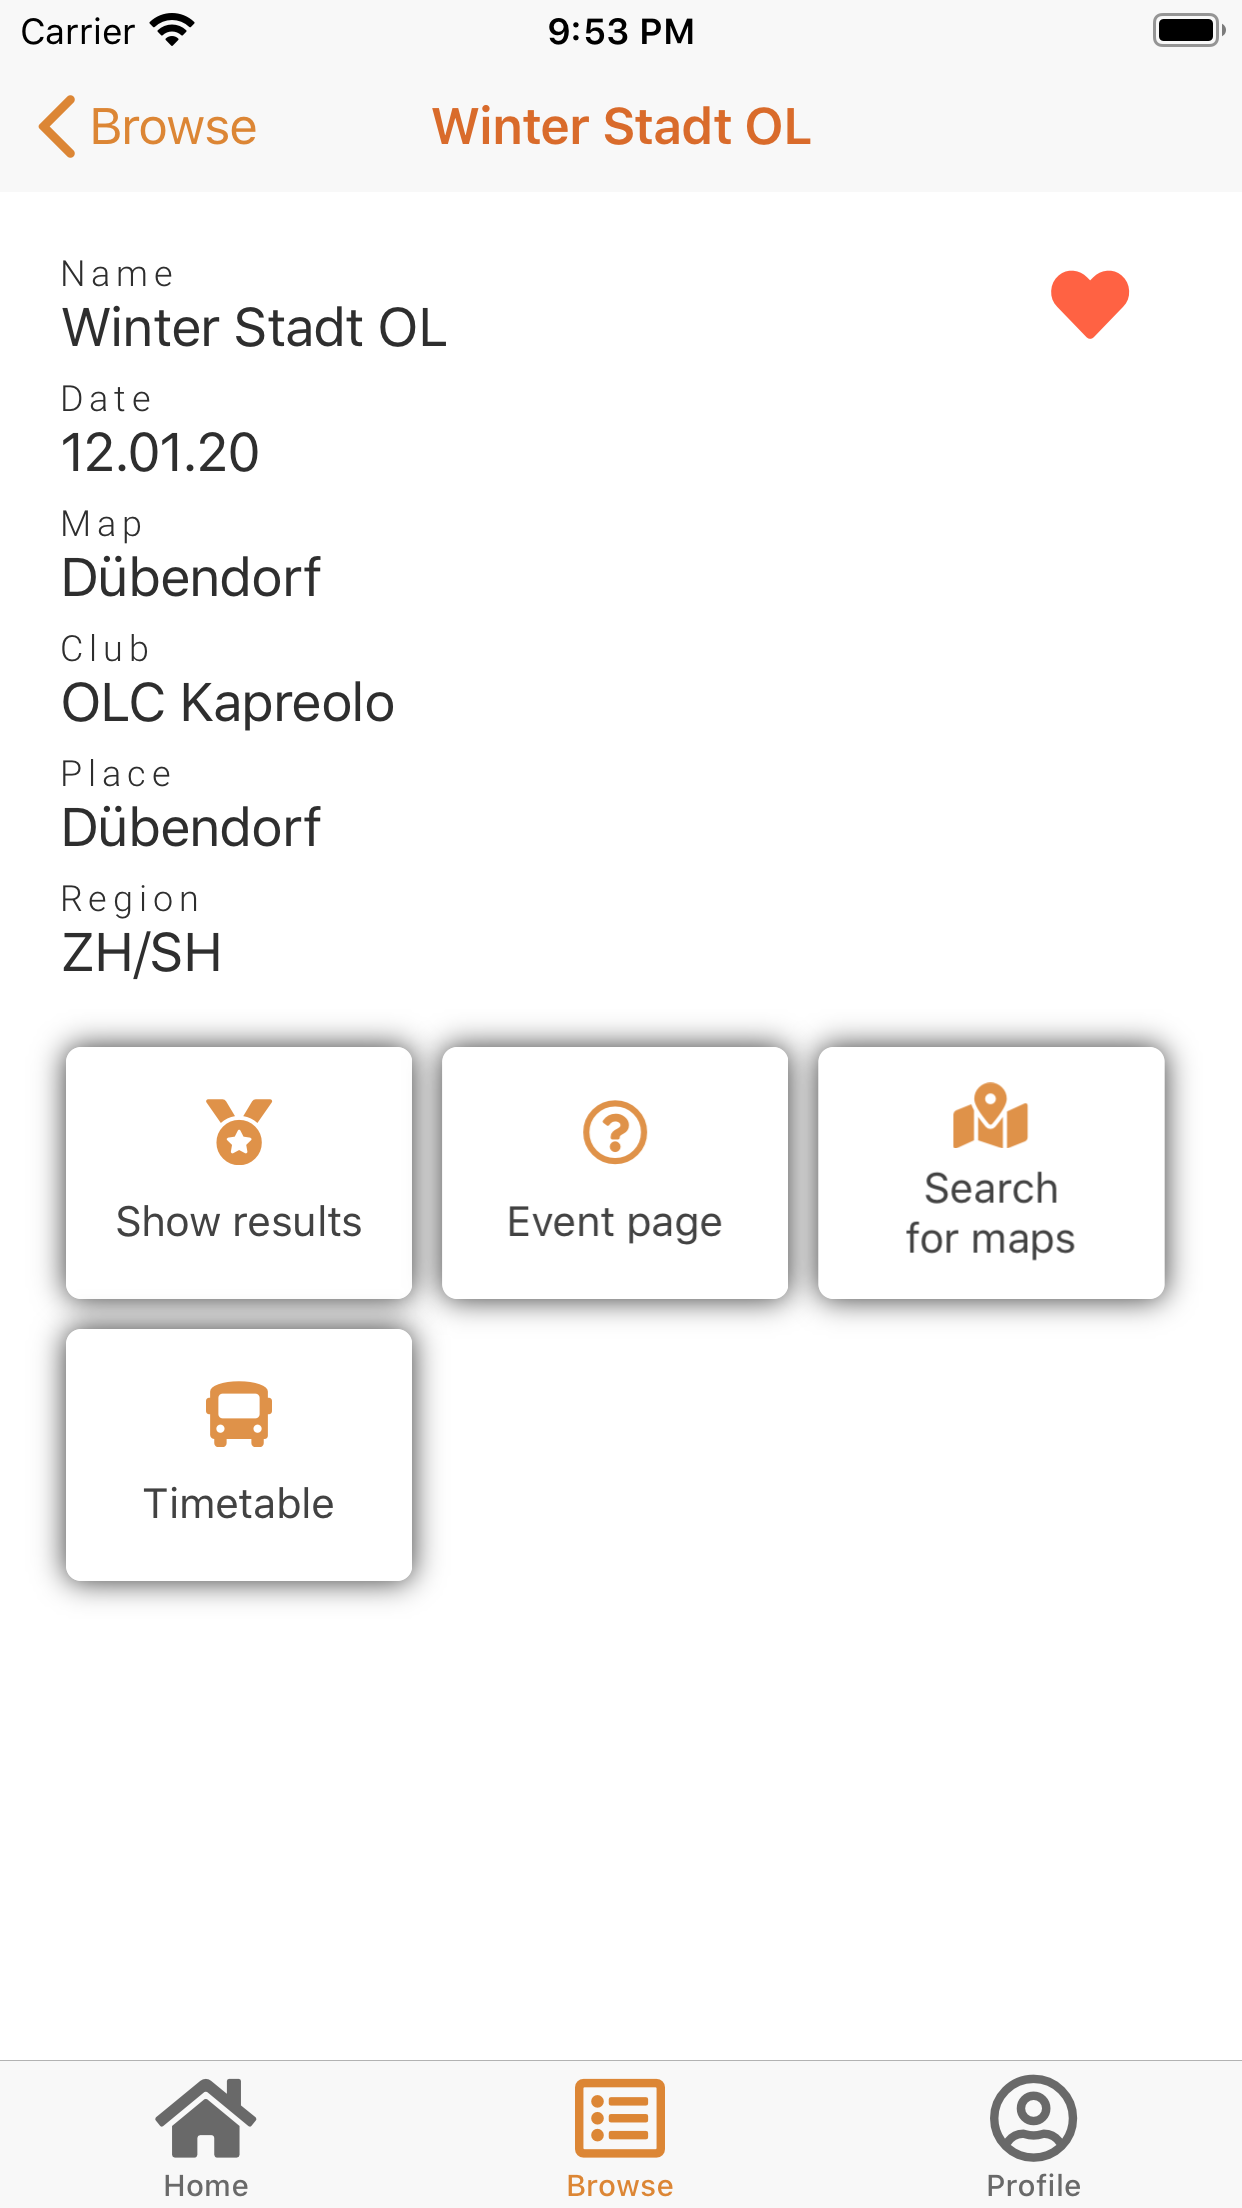 Carrier 9:53 PM
Browse Winter Stadt OL
Name
Winter Stadt OL
Date
12.01.20
Map
Dübendorf
Club
OLC Kapreolo
Place
Dübendorf
Region
ZH/SH
Show results
Event page
Search
for maps
Timetable
Home
Browse
Profile